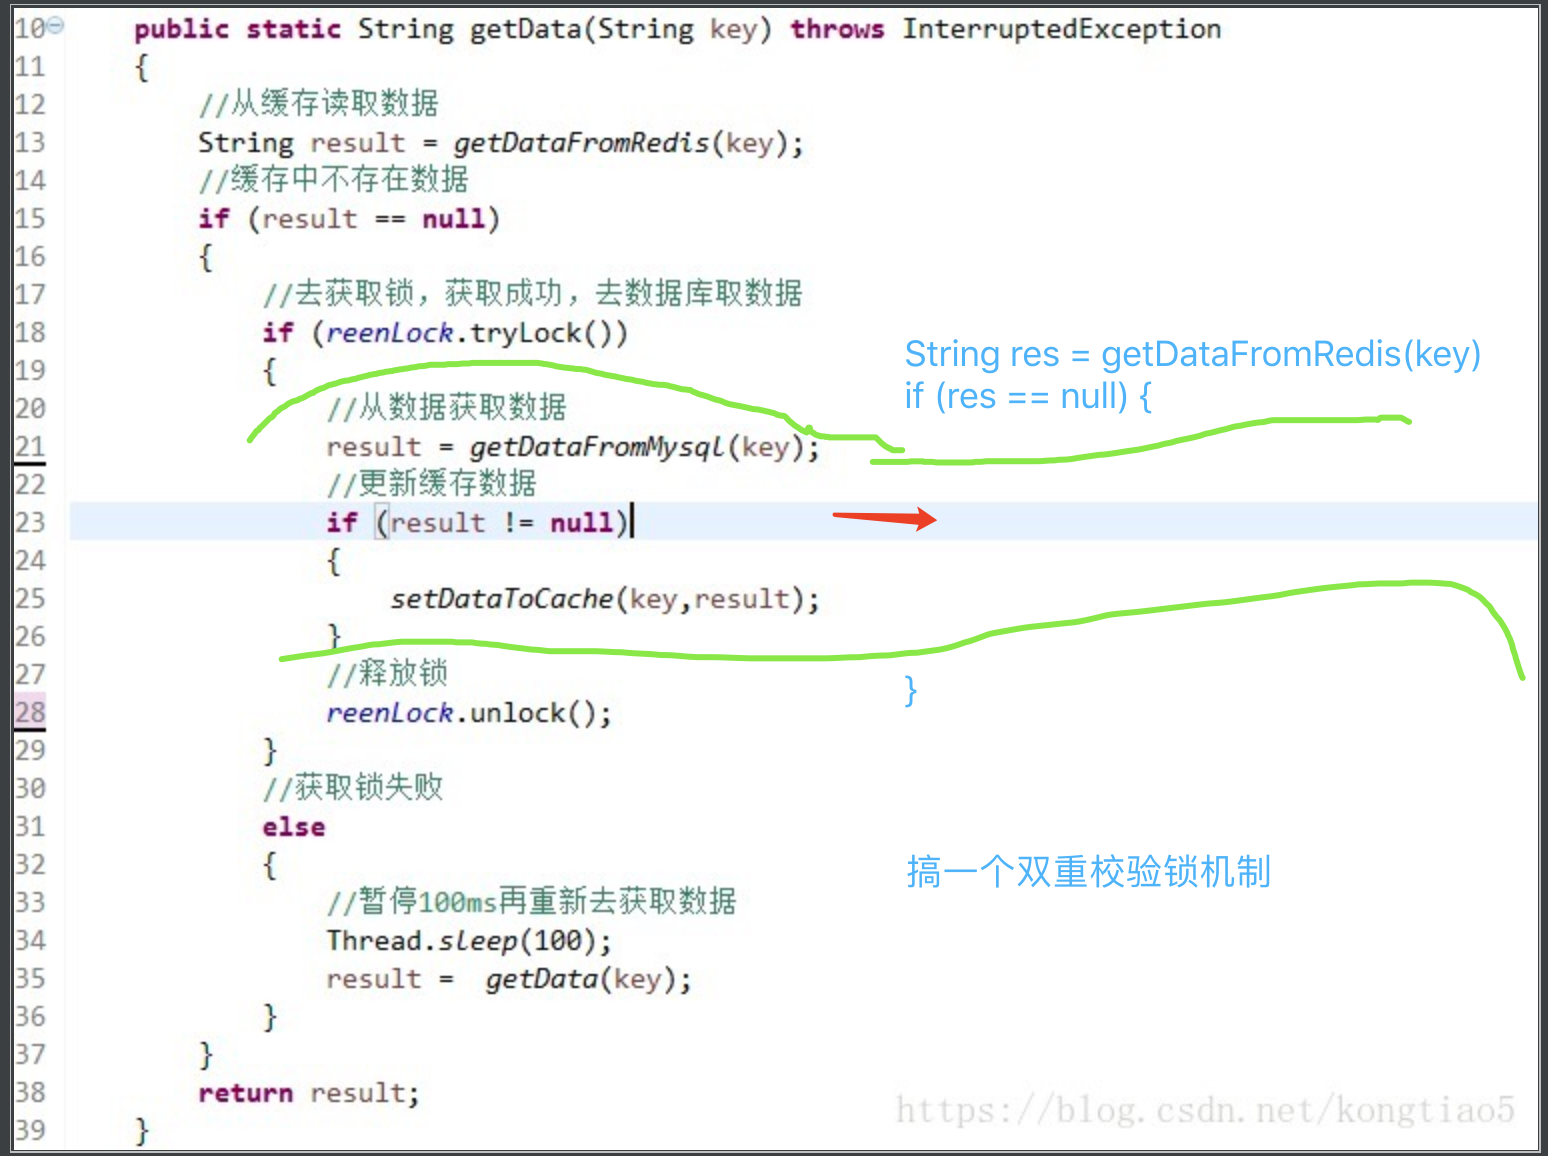 10 public static String getData(String key) throws InterruptedException
11 {
12 //从缓存读取数据
13 String result = getDataFromRedis(key);
14 //缓存中不存在数据
15 if (result == null)
16 {
17 //去获取锁，获取成功，去数据库取数据
18 if (reenLock.tryLock())
19 {
String res = getDataFromRedis(key)
if (res == null) {
20 //从数据获取数据
21 result = getDataFromMysql(key);
22 //更新缓存数据
23 if (result != null)
24 {
25 setDataToCache(key,result);
26 }
27 //释放锁
}
28 reenLock.unlock();
29 }
30 //获取锁失败
31 else
32 {
搞一个双重校验锁机制
33 //暂停100ms再重新去获取数据
34 Thread.sleep(100);
35 result = getData(key);
36 }
37 }
38 return result;
39 }
https://blog.csdn.net/kongtiao5